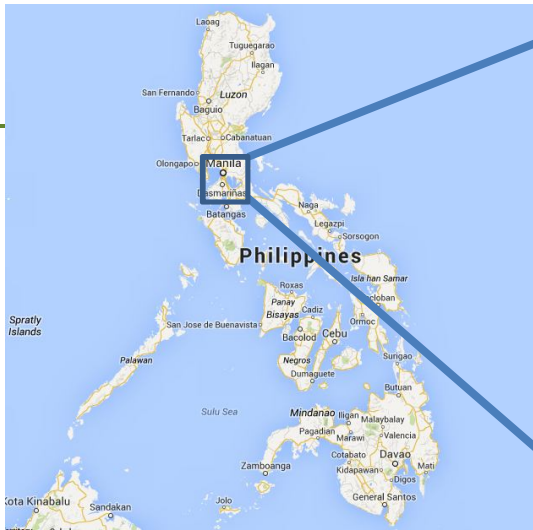 Laoag
Tuguegarao
Ilagan
San Fernando
Luzon
Baguio
Tarlac
Cabanatuan
Olongapo
Manila
Dasmariñas
Batangas
Naga
Legazpi
Sorsogon
Philippines
Isla han Samar
Roxas
Panay
Tacloban
Bisayas
Cadiz
Ormoc
Spratly
Islands
San Jose de Buenavista
Bacolod
Cebu
Palawan
Negros
Surigao
Dumaguete
Butuan
Sulu Sea
Mindanao
Iligan
Malaybalay
Pagadian
Marawi
Valencia
Cotabato
Davao
Zamboanga
Kidapawan
Mati
Digos
Kota Kinabalu
Sandakan
Jolo
General Santos